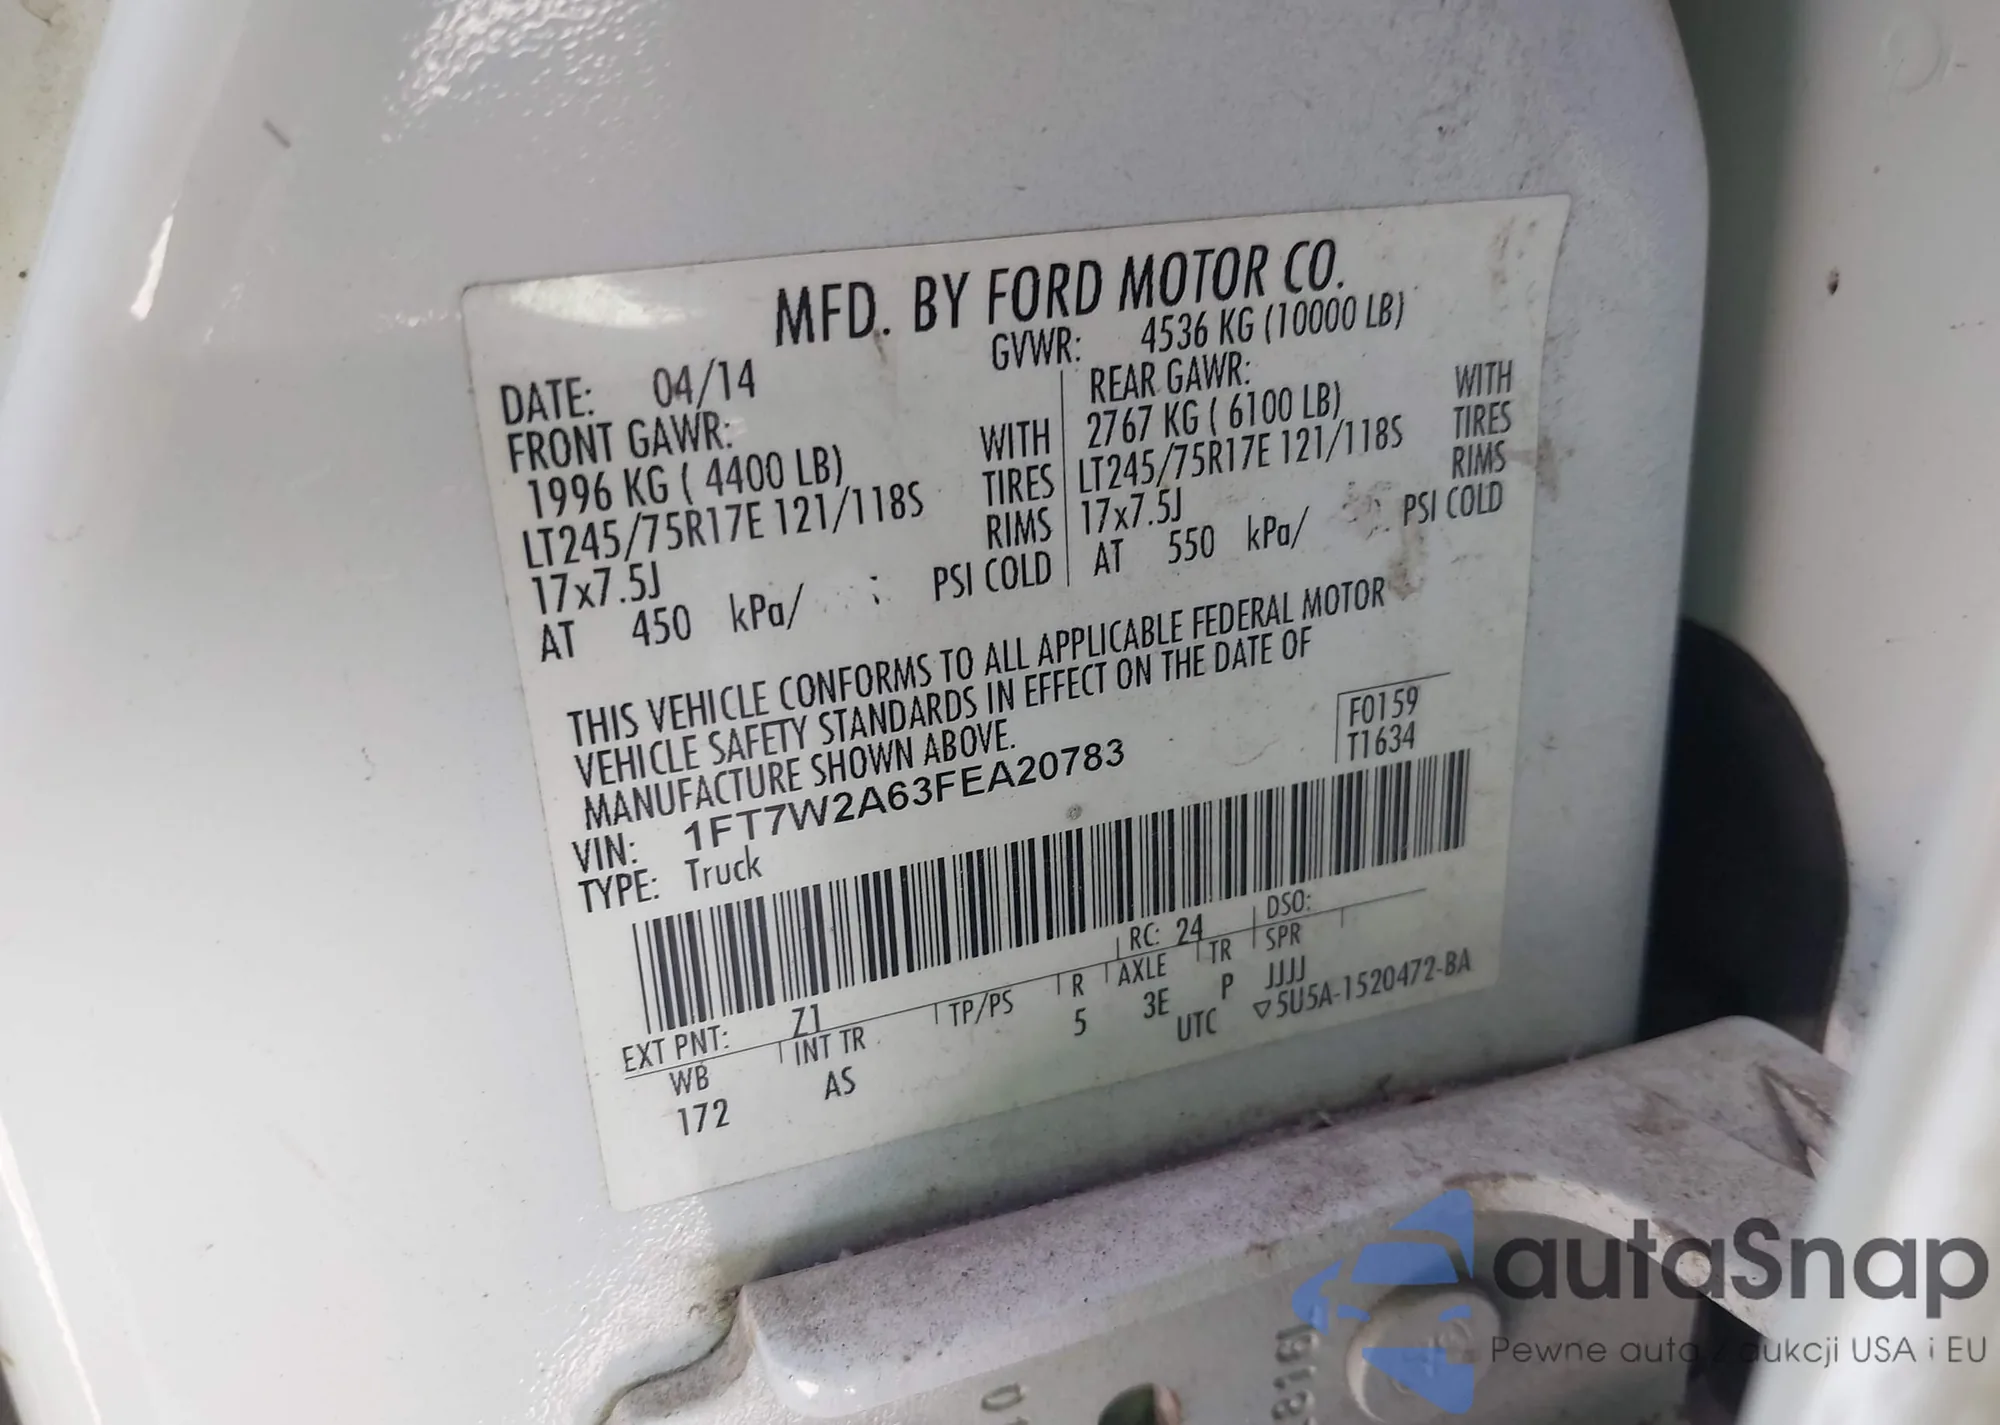 MFD. BY FORD MOTOR CO.
DATE: 04/14 GVWR: 4536 KG (10000 LB)
FRONT GAWR: REAR GAWR:
1996 KG ( 4400 LB) WITH 2767 KG ( 6100 LB) WITH
LT245/75R17E 121/118S TIRES LT245/75R17E 121/118S TIRES
17x7.5J RIMS 17x7.5J RIMS
AT 450 kPa/ PSI COLD AT 550 kPa/ PSI COLD
THIS VEHICLE CONFORMS TO ALL APPLICABLE FEDERAL MOTOR
VEHICLE SAFETY STANDARDS IN EFFECT ON THE DATE OF
MANUFACTURE SHOWN ABOVE.
VIN: 1FT7W2A63FEA20783 F0159
TYPE: Truck T1634
EXT PNT: Z1 RC: 24 DSO:
WB INT TR TP/PS R AXLE TR SPR
172 AS 5 3E P JJJJ
UTC ▽5U5A-1520472-BA
autaSnap
Pewne auta z aukcji USA i EU